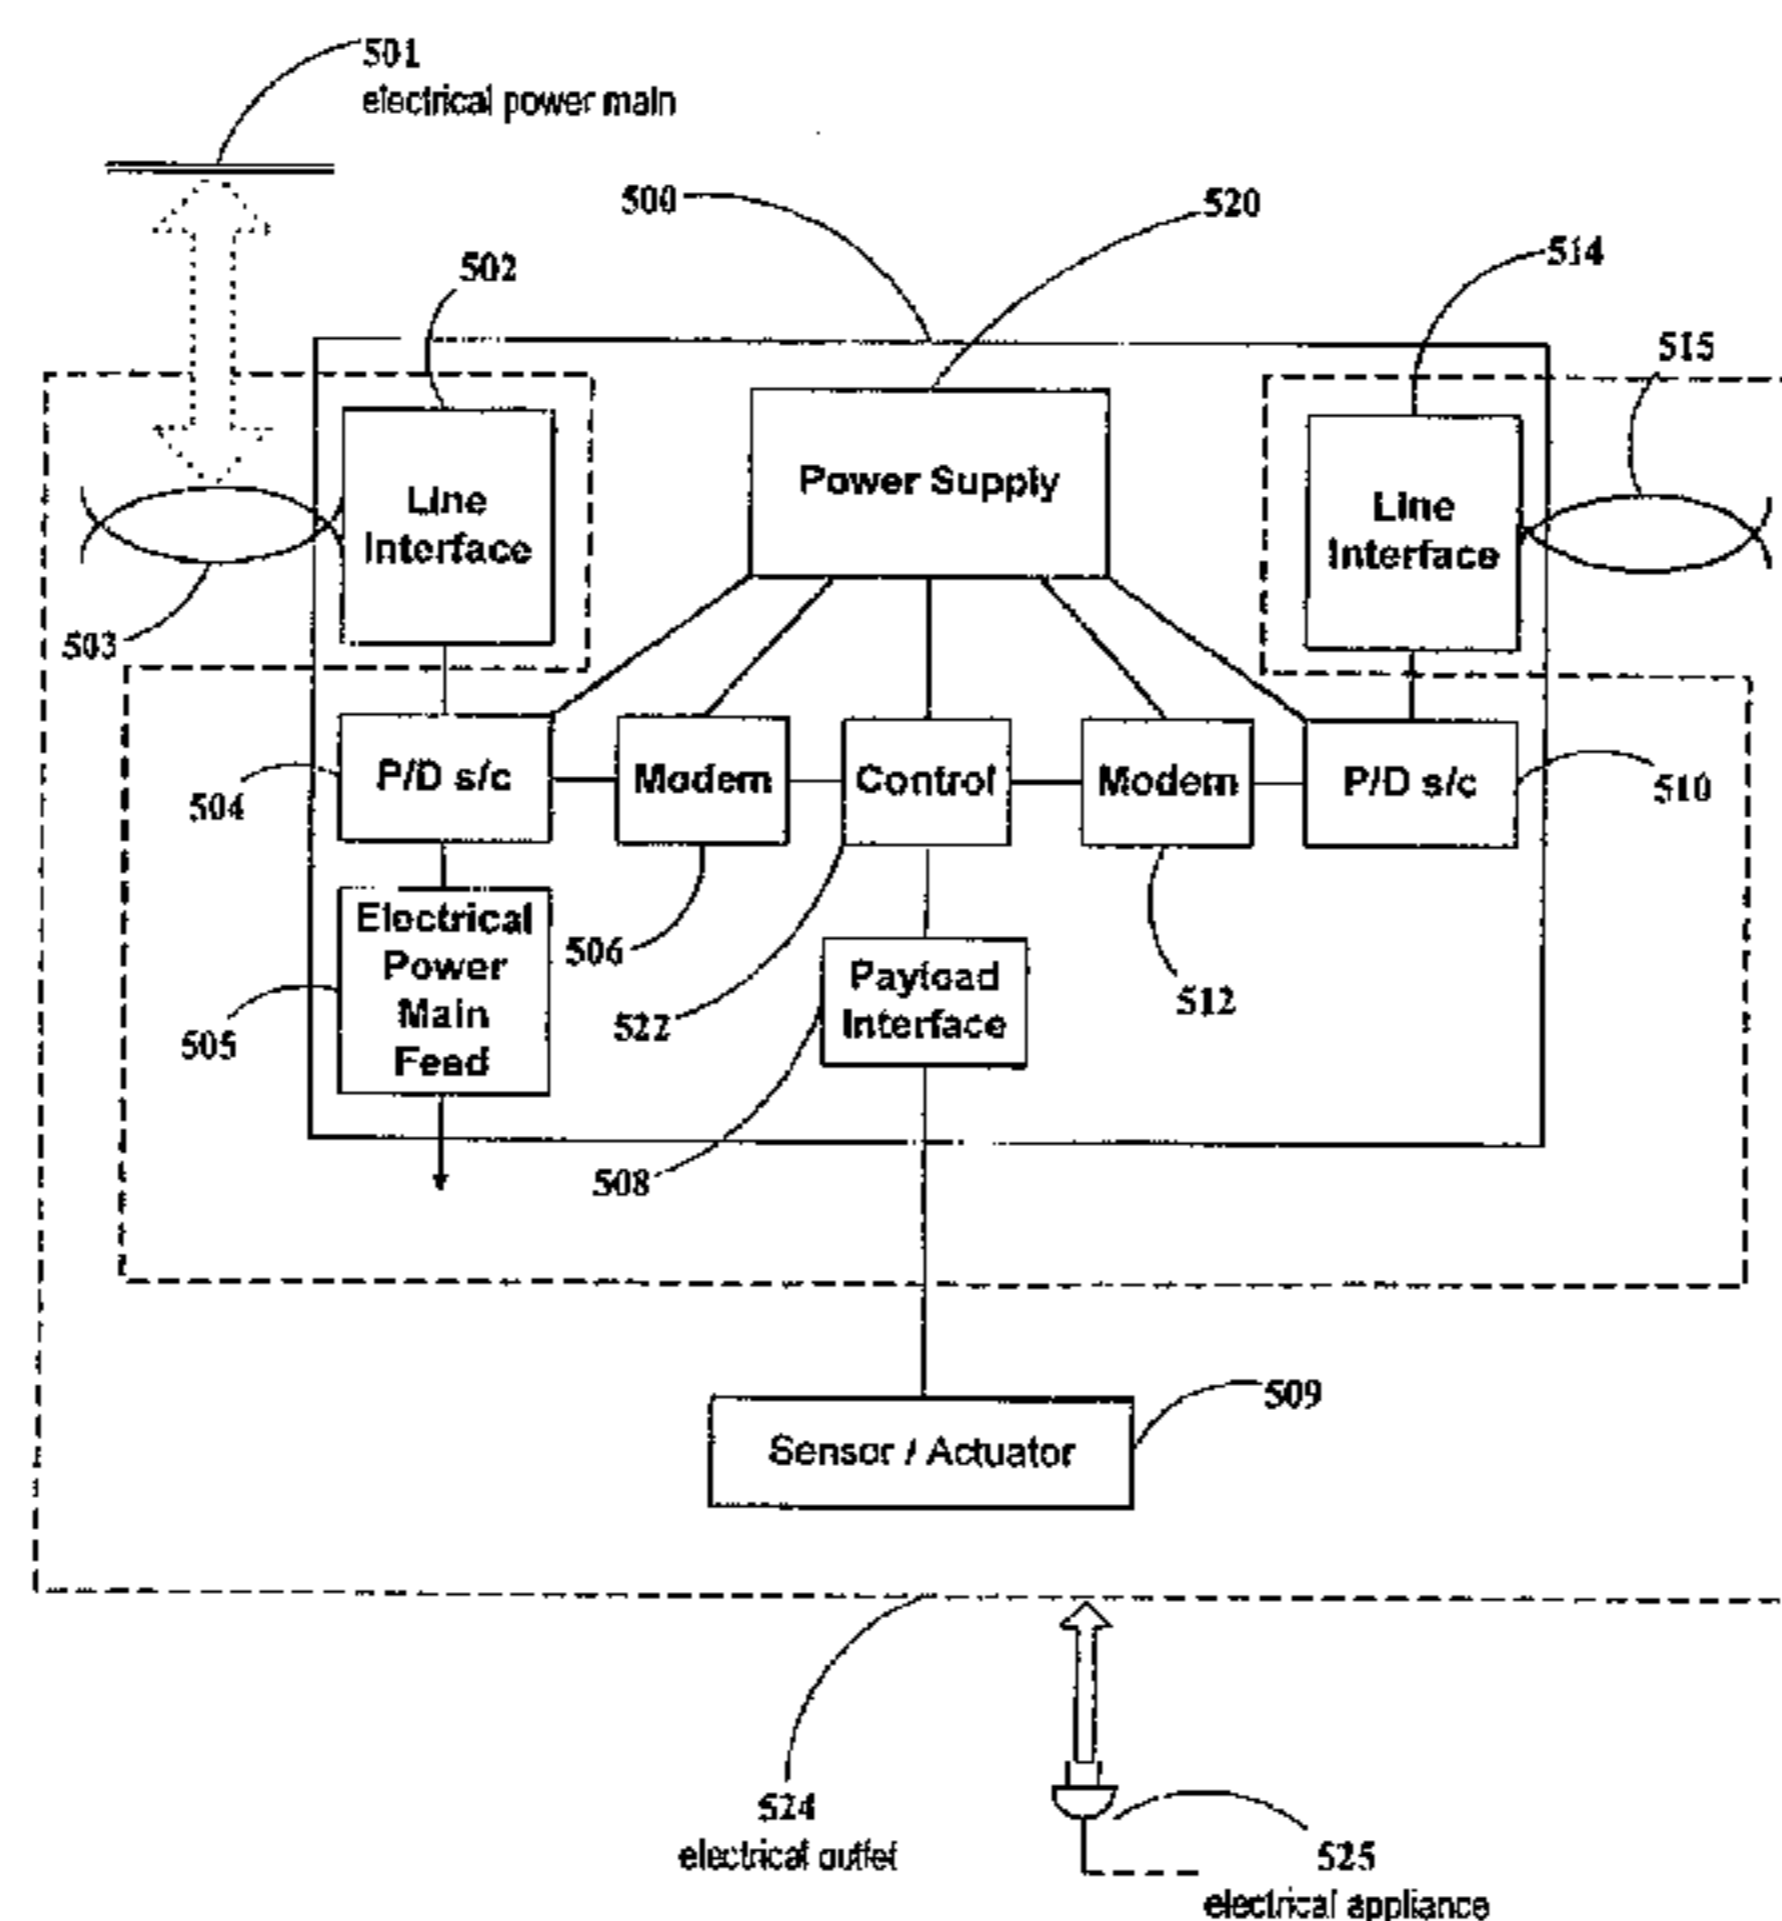 501
electrical power main
500
520
502
514
515
Power Supply
Line
Interface
Line
Interface
503
P/D s/c
Modem
Control
Modem
P/D s/c
504
510
Electrical
Power
Main
Feed
506
Payload
Interface
512
505
522
508
509
Sensor / Actuator
524
electrical outlet
525
electrical appliance